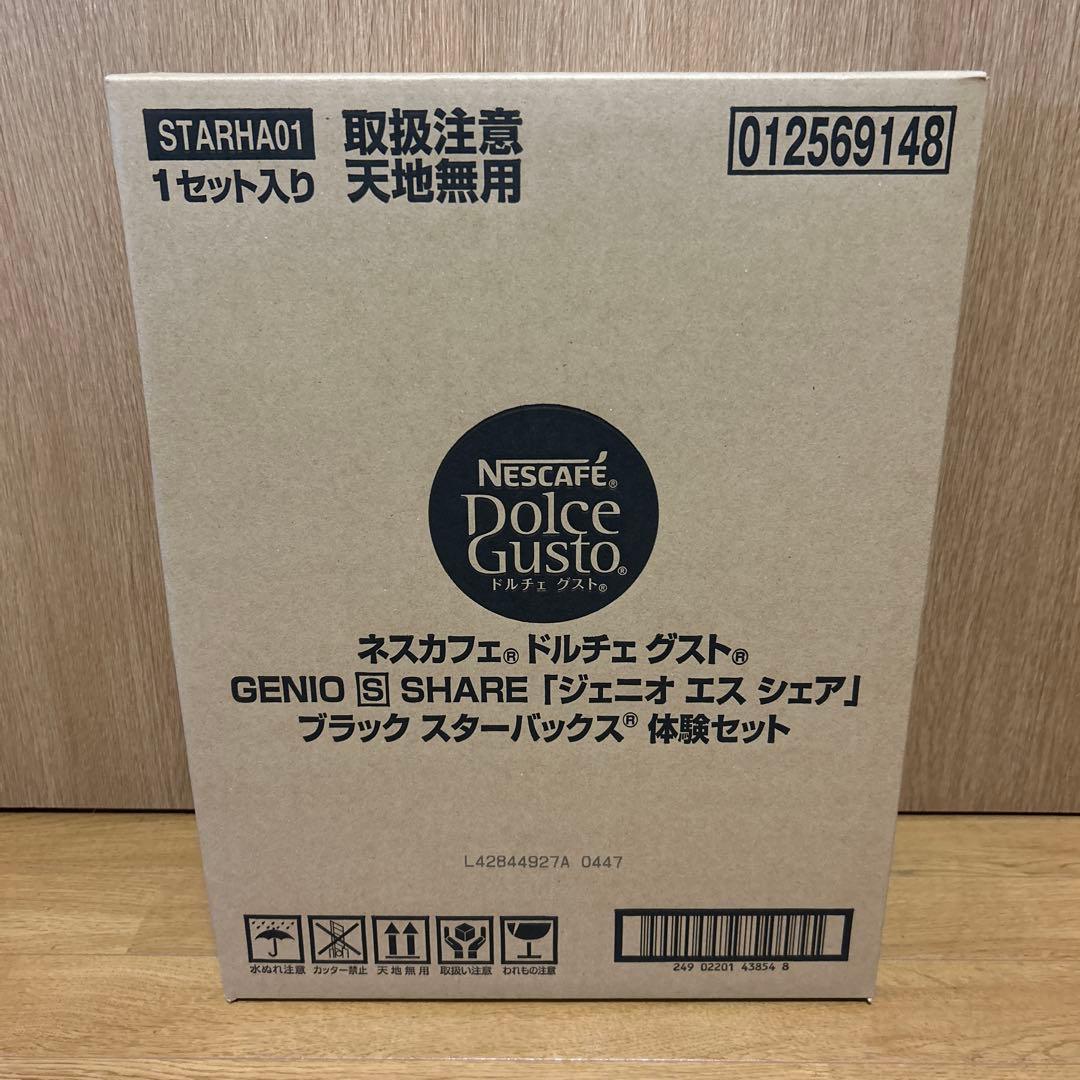 STARHA01
1セット入り
取扱注意
天地無用
012569148
NESCAFÉ®
Dolce
Gusto®
ドルチェ グスト®
ネスカフェ® ドルチェ グスト®
GENIO S SHARE「ジェニオ エス シェア」
ブラック スターバックス® 体験セット
L42844927A 0447
水ぬれ注意
カッター禁止
天地無用
取扱い注意
われもの注意
249 02201 43854 8